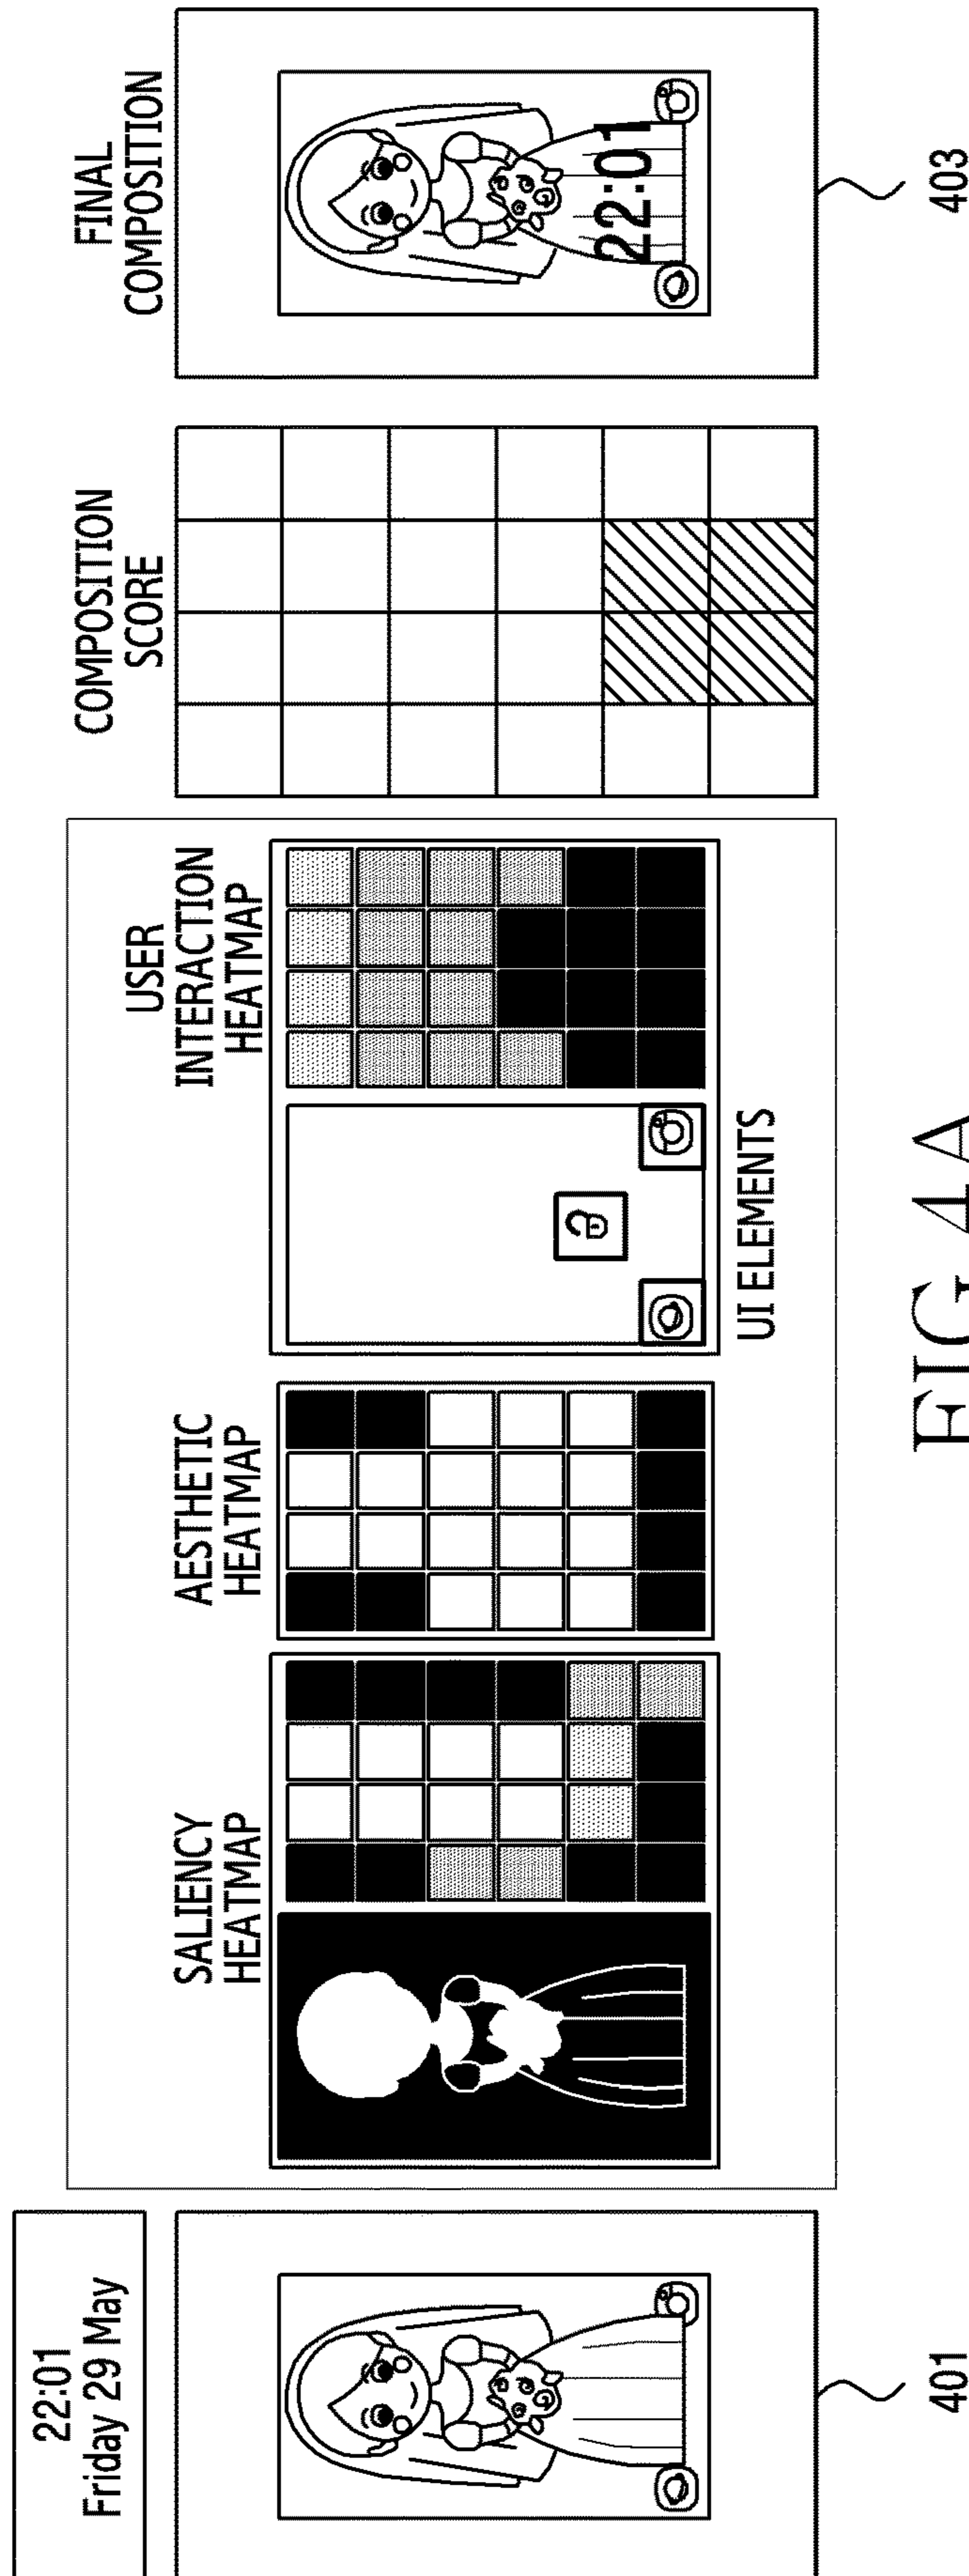 22:01
Friday 29 May
401
SALIENCY
HEATMAP
AESTHETIC
HEATMAP
USER
INTERACTION
HEATMAP
UI ELEMENTS
COMPOSITION
SCORE
FINAL
COMPOSITION
22:01
403
FIG.4A